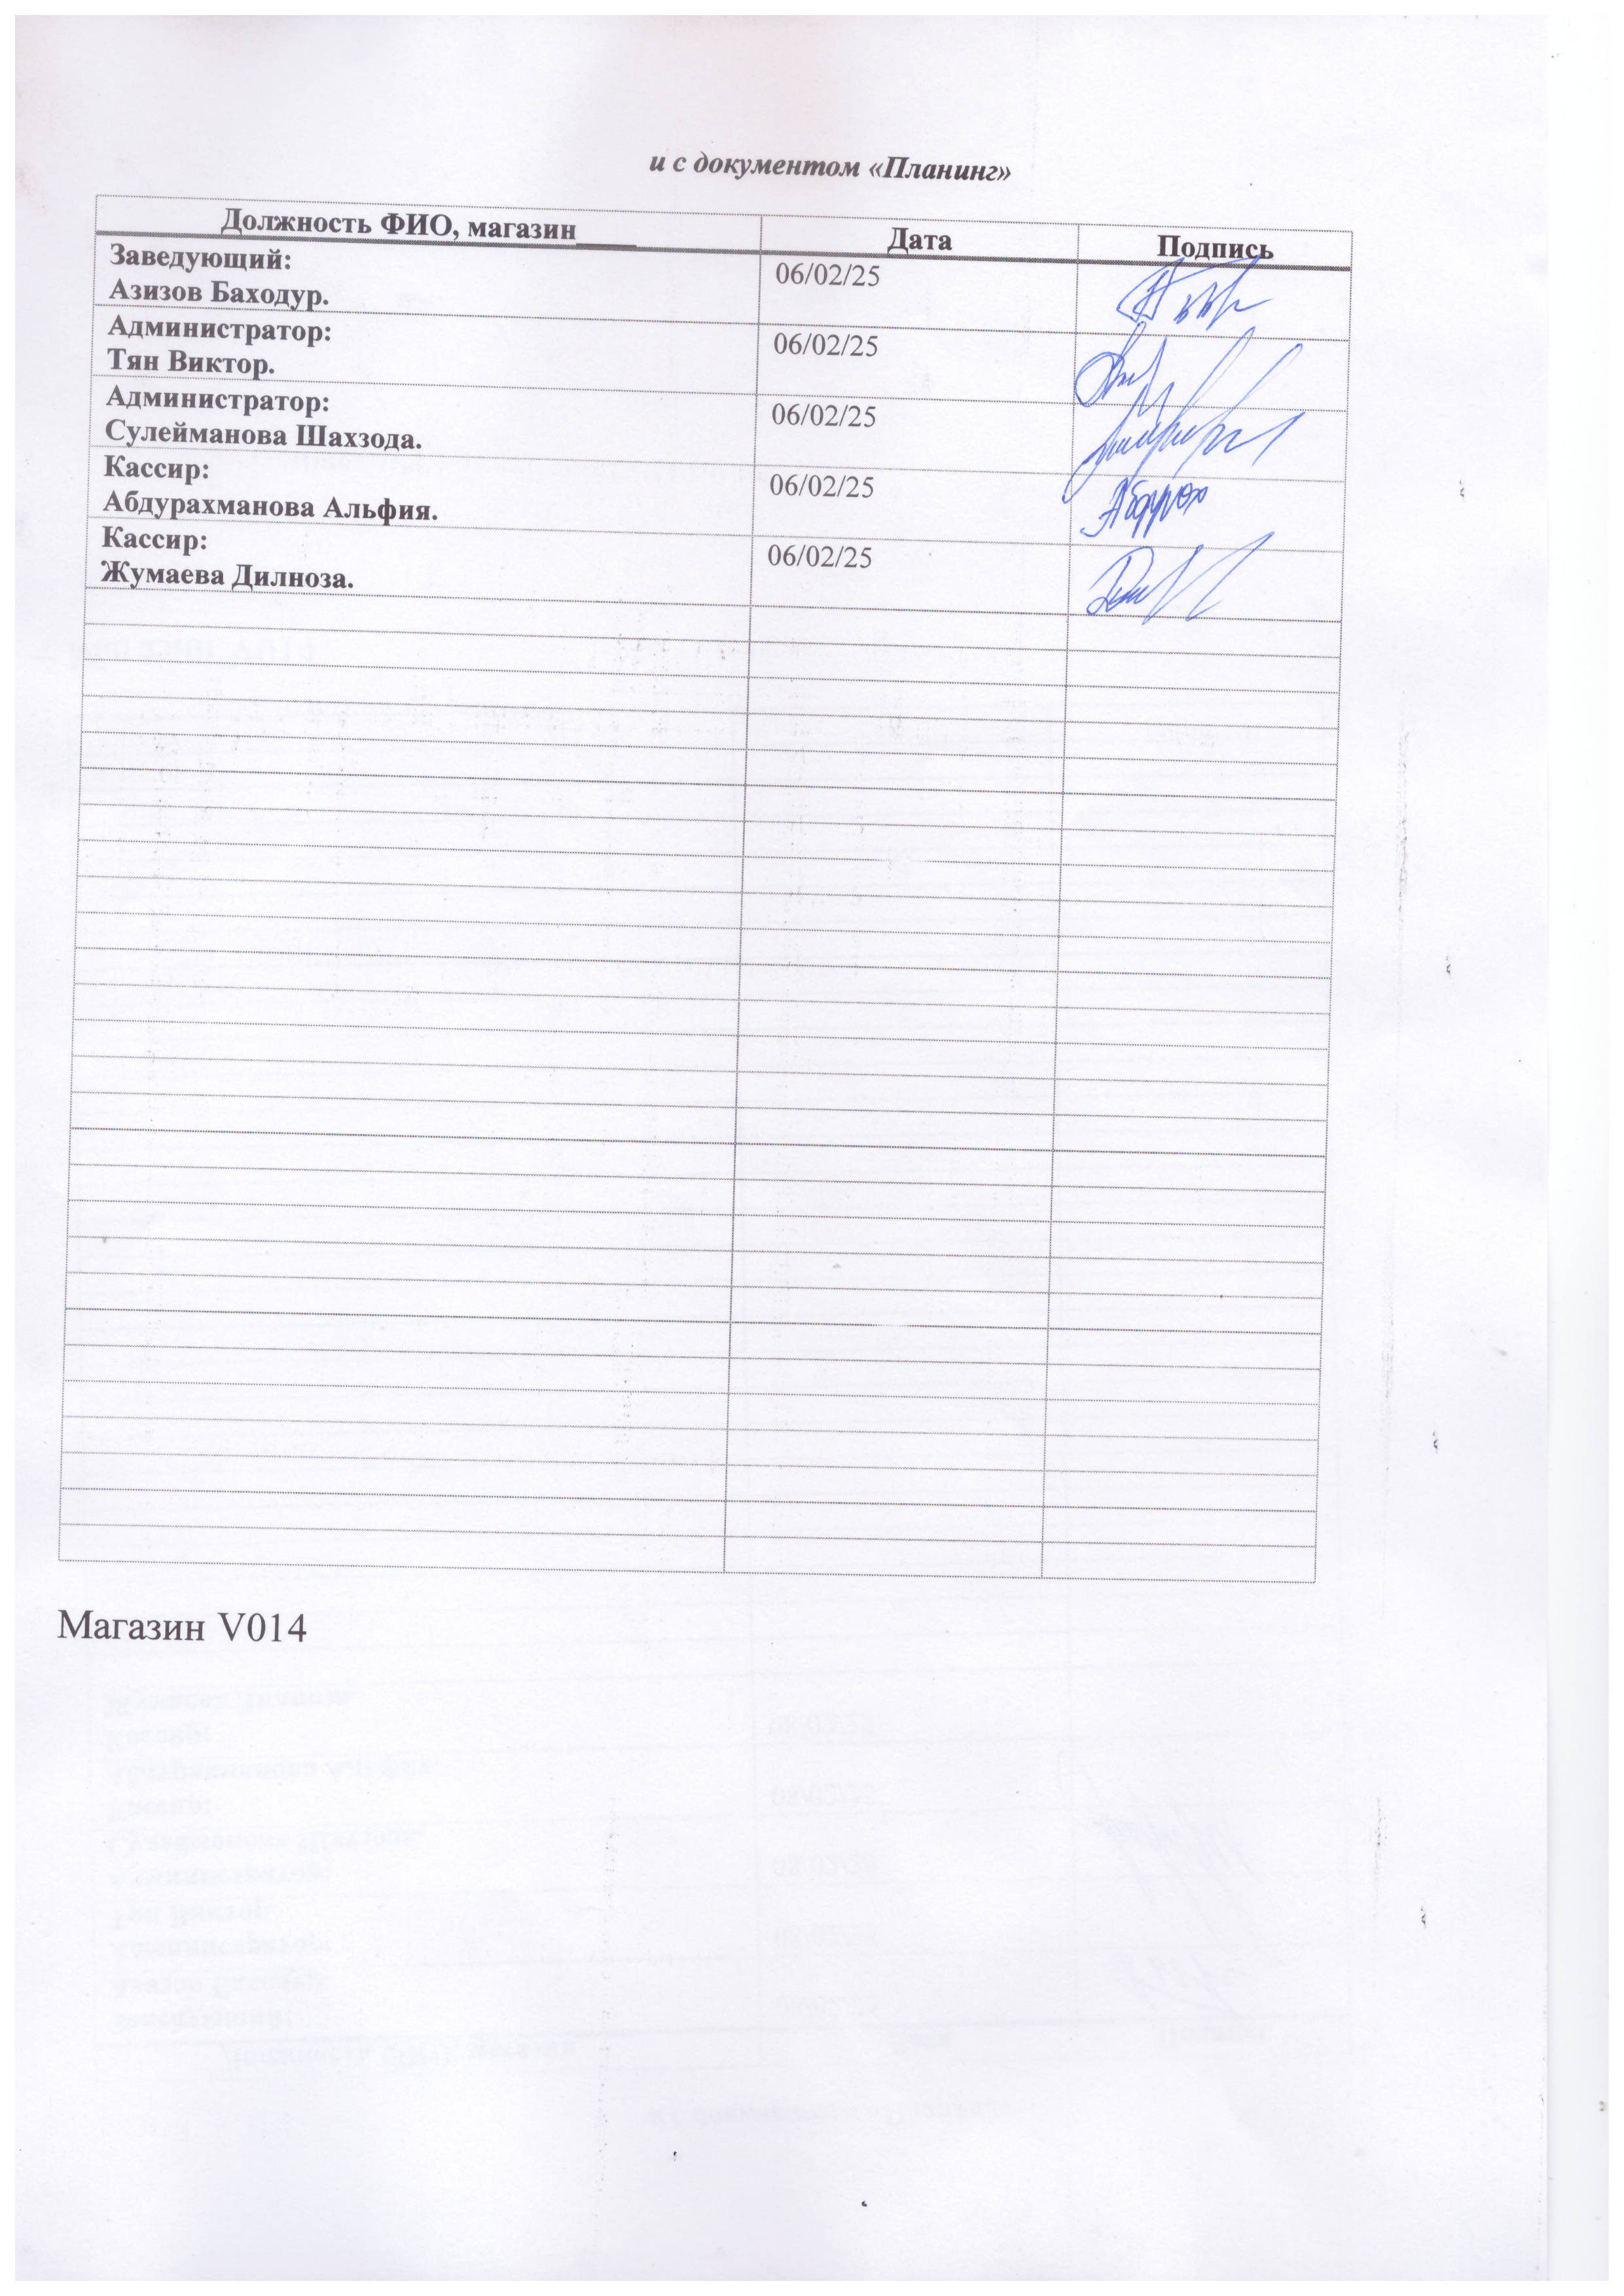 и с документом «Планинг»
Должность ФИО, магазин____ Дата Подпись
Заведующий: 06/02/25
Азизов Баходур.
Администратор: 06/02/25
Тян Виктор.
Администратор: 06/02/25
Сулейманова Шахзода.
Кассир: 06/02/25
Абдурахманова Альфия.
Кассир: 06/02/25
Жумаева Дилноза.
Магазин V014